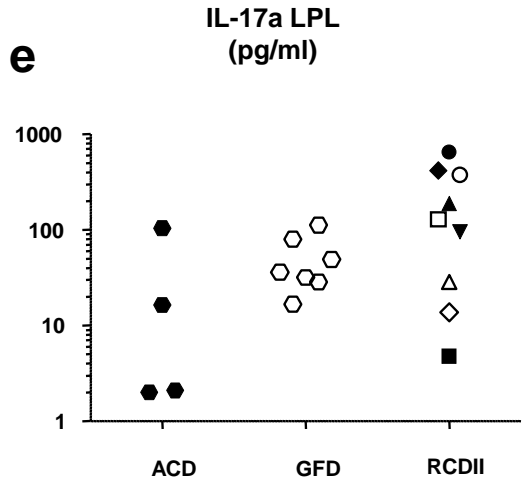 IL-17a LPL
(pg/ml)
e
1000
100
10
1
ACD GFD RCDII